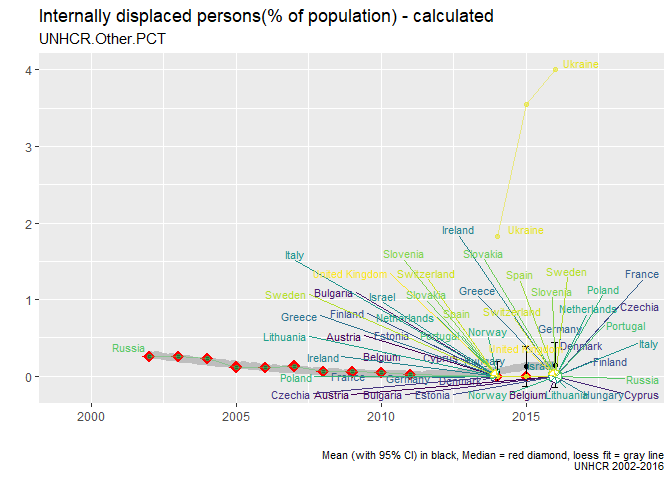 Internally displaced persons(% of population) - calculated
UNHCR.Other.PCT
4
Ukraine
3
2
Ireland
Ukraine
Italy
Slovenia
Slovakia
United Kingdom
Switzerland
Spain
Sweden
France
Sweden
Bulgaria
Israel
Slovakia
Greece
Slovenia
Poland
1
Greece
Finland
Netherlands
Spain
Switzerland
Netherlands
Czechia
Lithuania
Austria
Estonia
Portugal
Norway
Germany
Portugal
Russia
Ireland
Belgium
Cyprus
Denmark
Italy
Finland
0
Poland
France
Germany
Denmark
Israel
Russia
Czechia
Austria
Bulgaria
Estonia
Norway
Belgium
Lithuania
Hungary
Cyprus
2000
2005
2010
2015
Mean (with 95% CI) in black, Median = red diamond, loess fit = gray line
UNHCR 2002-2016